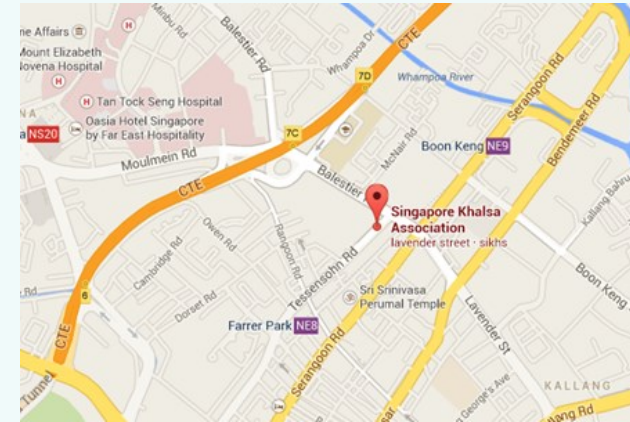 ne Affairs
Minbu Rd
Mount Elizabeth
Novena Hospital
Tan Tock Seng Hospital
NS20
Oasia Hotel Singapore
by Far East Hospitality
Moulmein Rd
Balestier Rd
Whampoa Dr
CTE
7D
Whampoa River
7C
McNair Rd
Serangoon Rd
Bendemeer Rd
Boon Keng NE9
Balestier
CTE
Kallang Bahru
Singapore Khalsa
Association
lavender street · sikhs
Owen Rd
Rangoon Rd
Cambridge Rd
Dorset Rd
Tessensohn Rd
Boon Keng
Sri Srinivasa
Perumal Temple
6
CTE
Farrer Park NE8
Serangoon Rd
Lavender St
Tunnel
George's Ave
KALLANG